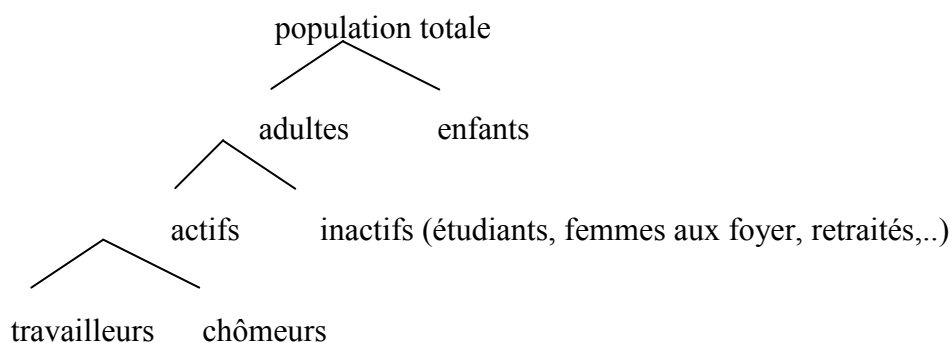 population totale
adultes enfants
actifs inactifs (étudiants, femmes aux foyer, retraités,..)
travailleurs chômeurs